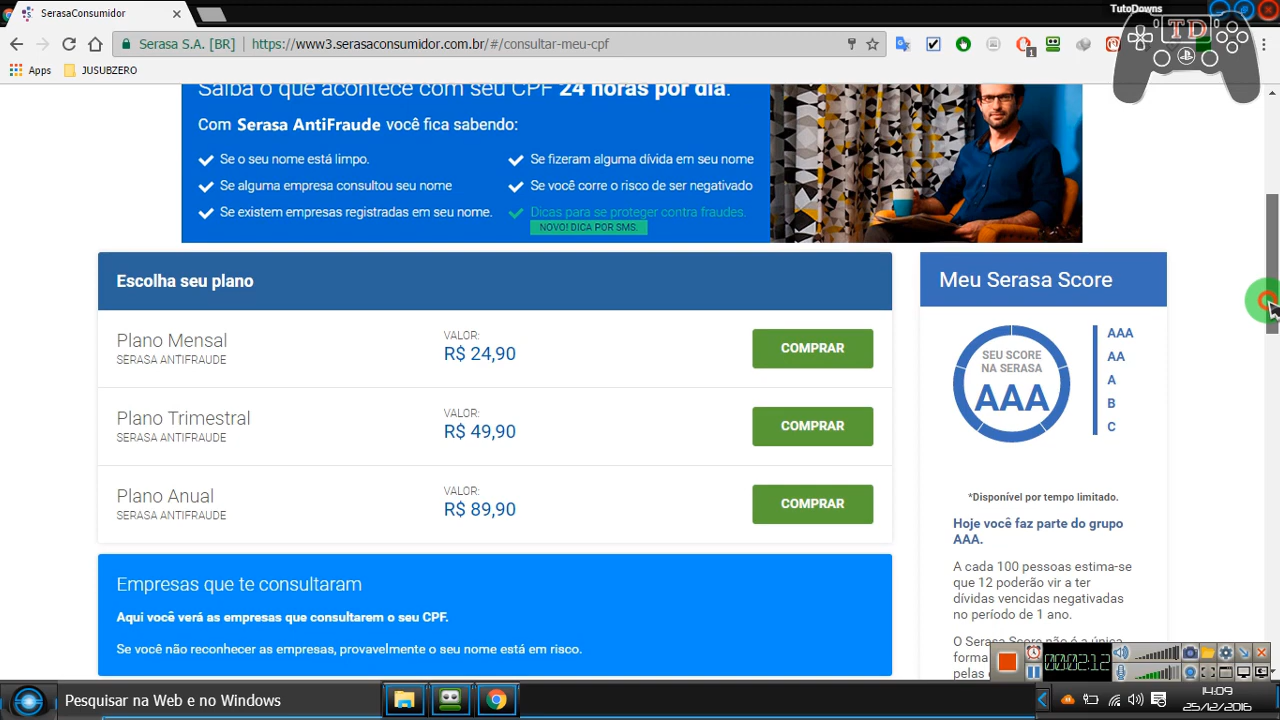 SerasaConsumidor
TutoDowns
TD
Serasa S.A. [BR]
https://www3.serasaconsumidor.com.br/#/consultar-meu-cpf
1
Apps
JUSUBZERO
Saiba o que acontece com seu CPF 24 horas por dia.
Com Serasa AntiFraude você fica sabendo:
Se o seu nome está limpo.
Se fizeram alguma dívida em seu nome
Se alguma empresa consultou seu nome
Se você corre o risco de ser negativado
Se existem empresas registradas em seu nome.
Dicas para se proteger contra fraudes.
NOVO! DICA POR SMS.
Escolha seu plano
Plano Mensal
SERASA ANTIFRAUDE
VALOR:
R$ 24,90
COMPRAR
Plano Trimestral
SERASA ANTIFRAUDE
VALOR:
R$ 49,90
COMPRAR
Plano Anual
SERASA ANTIFRAUDE
VALOR:
R$ 89,90
COMPRAR
Empresas que te consultaram
Aqui você verá as empresas que consultarem o seu CPF.
Se você não reconhecer as empresas, provavelmente o seu nome está em risco.
Meu Serasa Score
SEU SCORE
NA SERASA
AAA
AAA
AA
A
B
C
*Disponível por tempo limitado.
Hoje você faz parte do grupo
AAA.
A cada 100 pessoas estima-se
que 12 poderão vir a ter
dívidas vencidas negativadas
no período de 1 ano.
O Serasa Score não é a única
forma
pelas
00:02:12
Pesquisar na Web e no Windows
14:09
25/12/2016